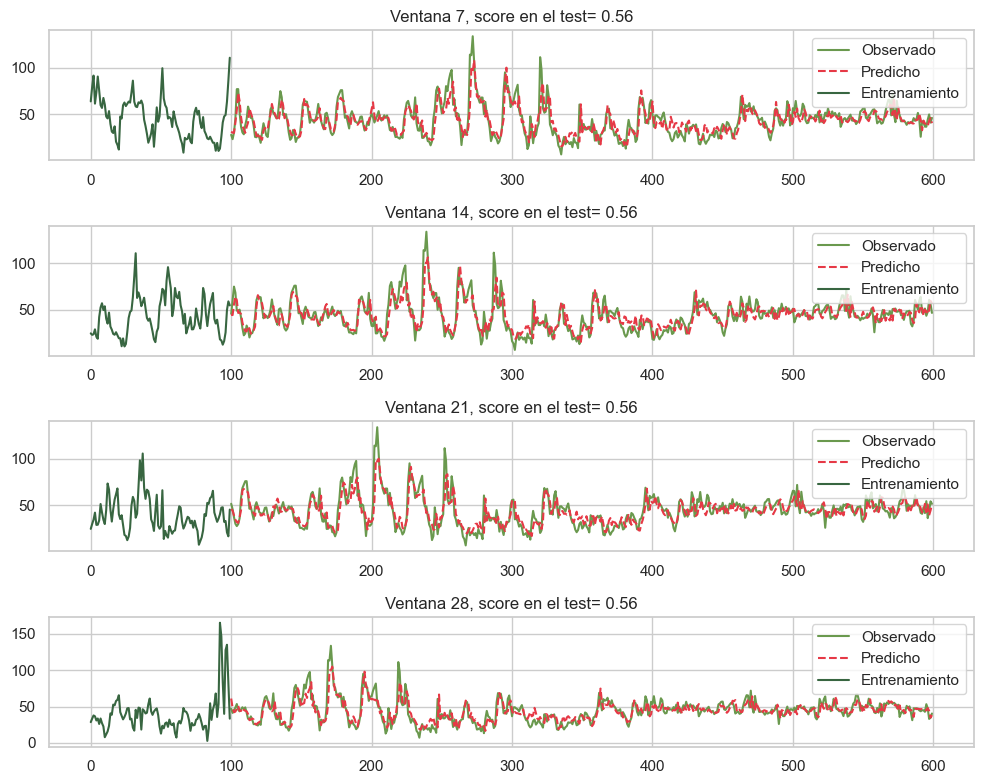 Ventana 7, score en el test= 0.56
Observado
Predicho
Entrenamiento
100
50
0 100 200 300 400 500 600
Ventana 14, score en el test= 0.56
Observado
Predicho
Entrenamiento
100
50
0 100 200 300 400 500 600
Ventana 21, score en el test= 0.56
Observado
Predicho
Entrenamiento
100
50
0 100 200 300 400 500 600
Ventana 28, score en el test= 0.56
Observado
Predicho
Entrenamiento
150
100
50
0
0 100 200 300 400 500 600